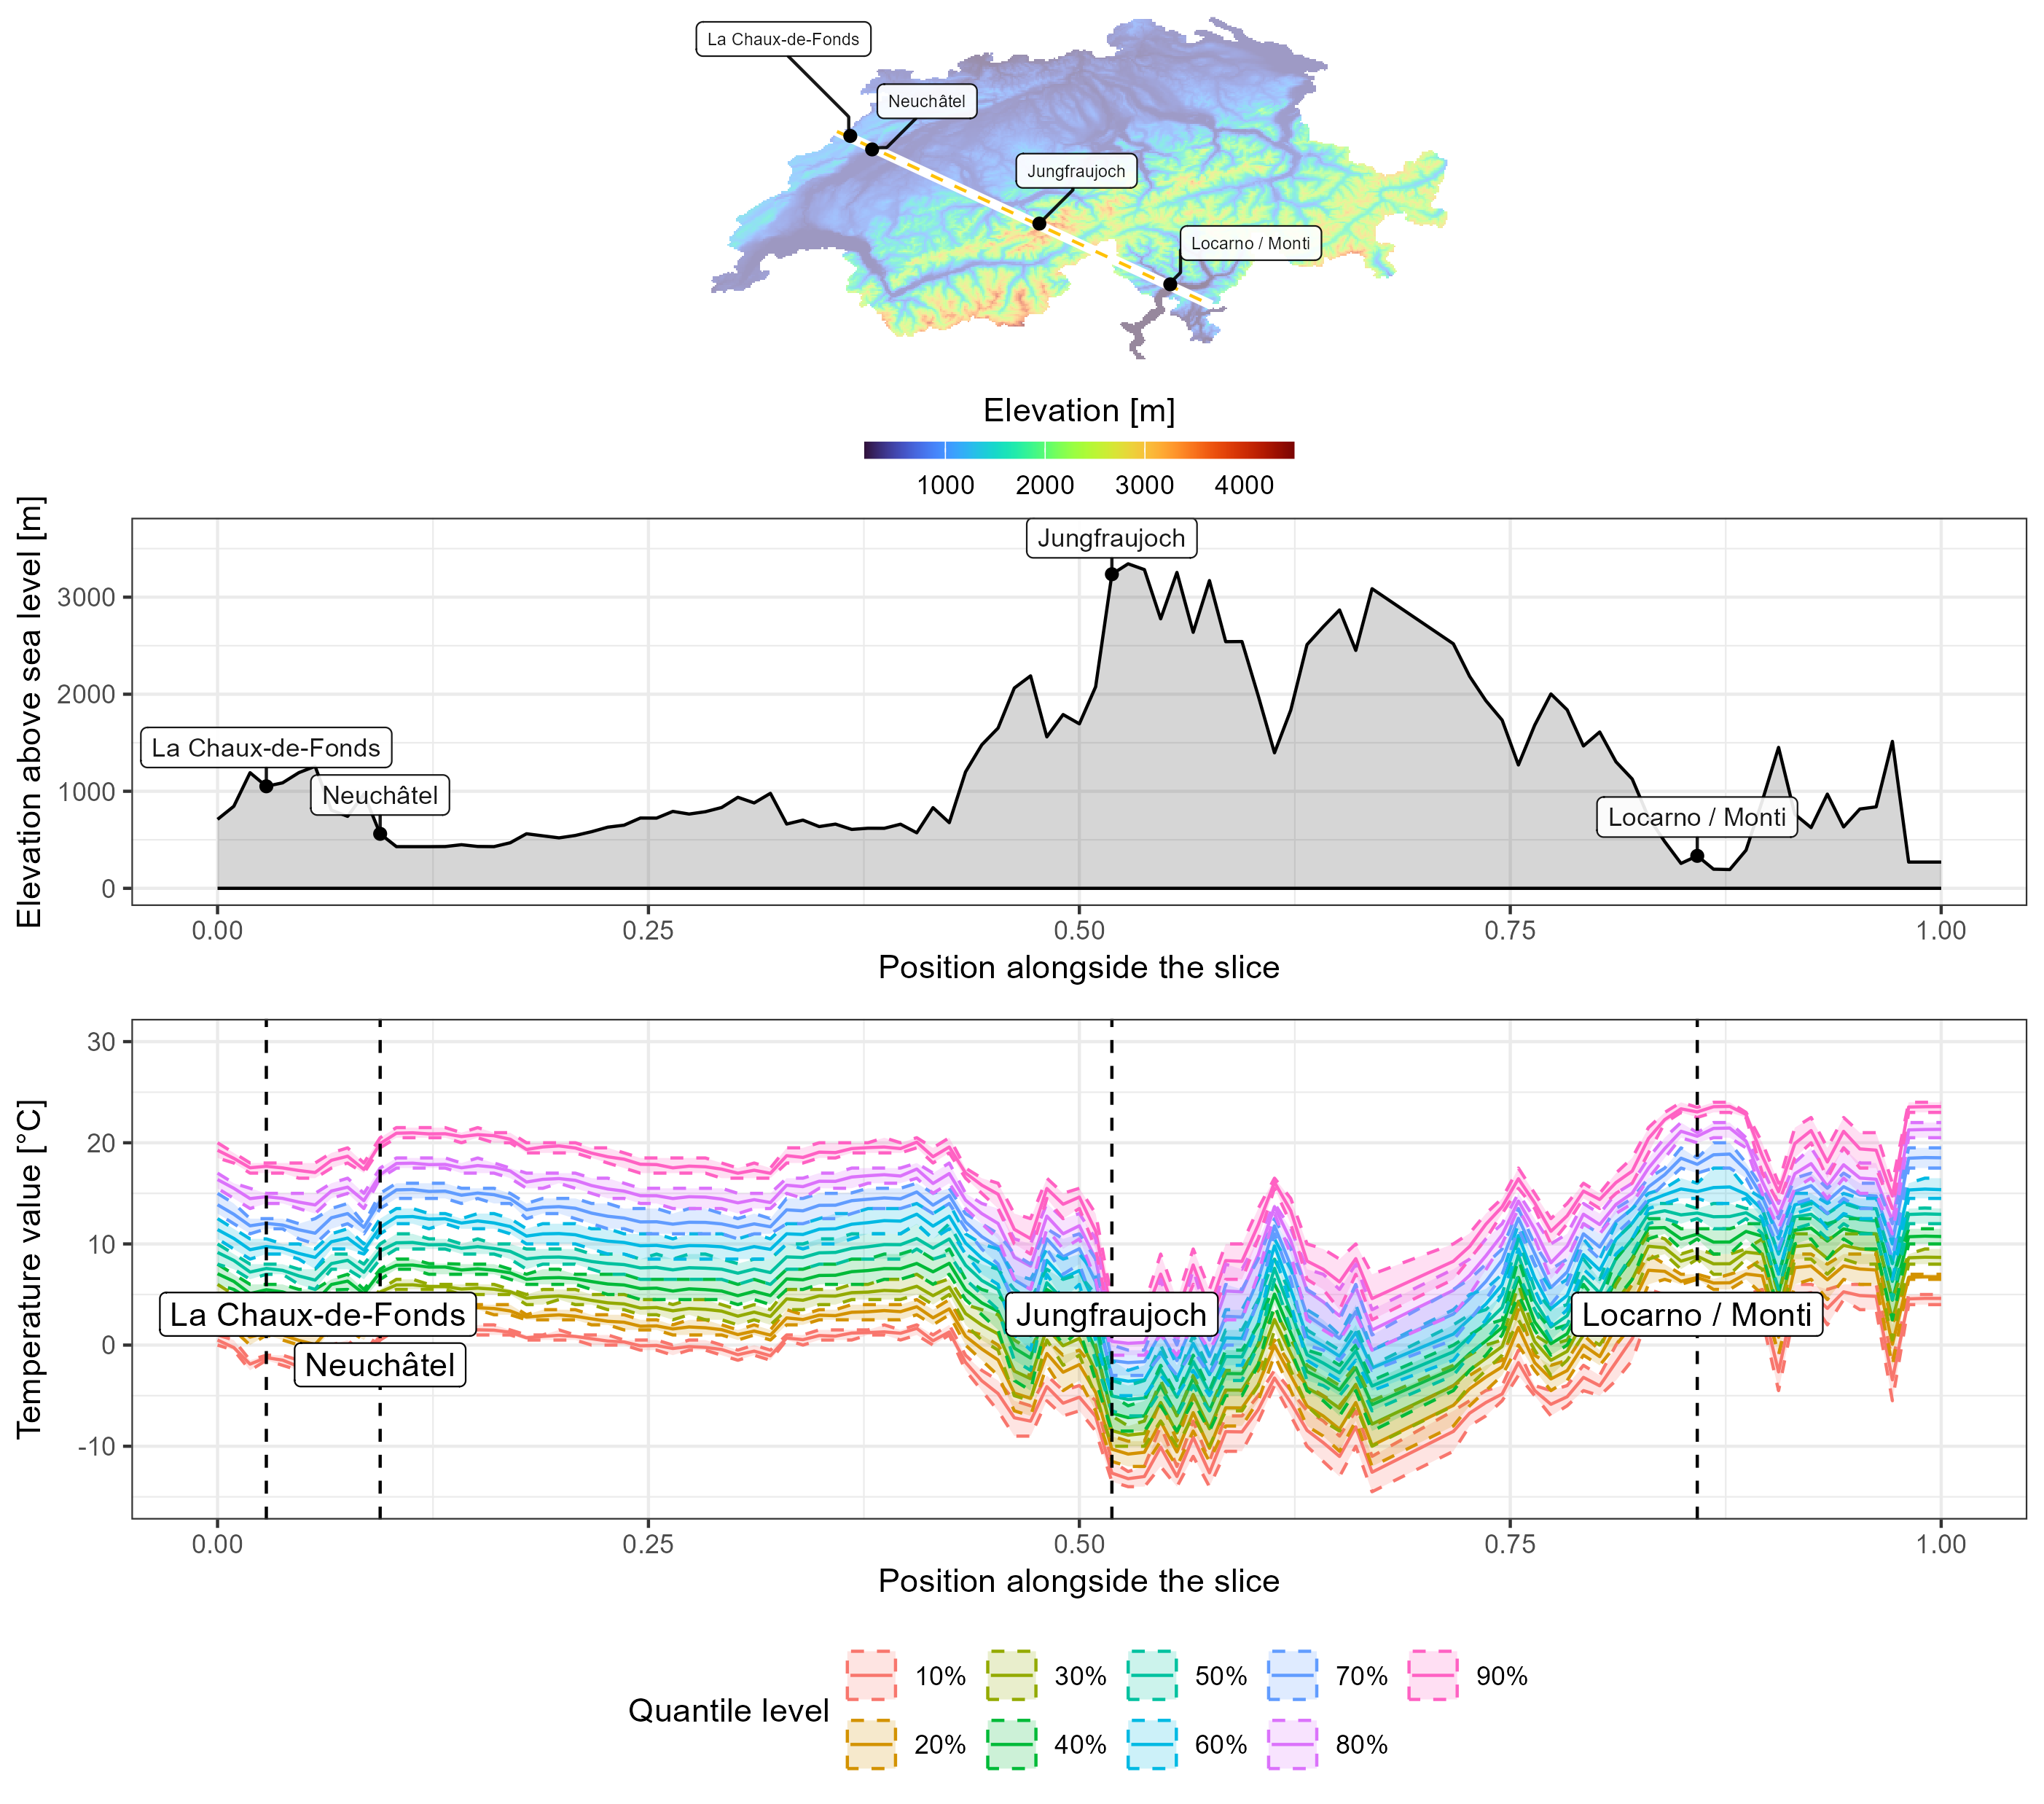 La Chaux-de-Fonds
Neuchâtel
Jungfraujoch
Locarno / Monti
Elevation [m]
1000 2000 3000 4000
Elevation above sea level [m]
3000
2000
1000
0
Jungfraujoch
La Chaux-de-Fonds
Neuchâtel
Locarno / Monti
0.00 0.25 0.50 0.75 1.00
Position alongside the slice
Temperature value [°C]
30
20
10
0
-10
La Chaux-de-Fonds
Neuchâtel
Jungfraujoch
Locarno / Monti
0.00 0.25 0.50 0.75 1.00
Position alongside the slice
Quantile level
10% 30% 50% 70% 90%
20% 40% 60% 80%